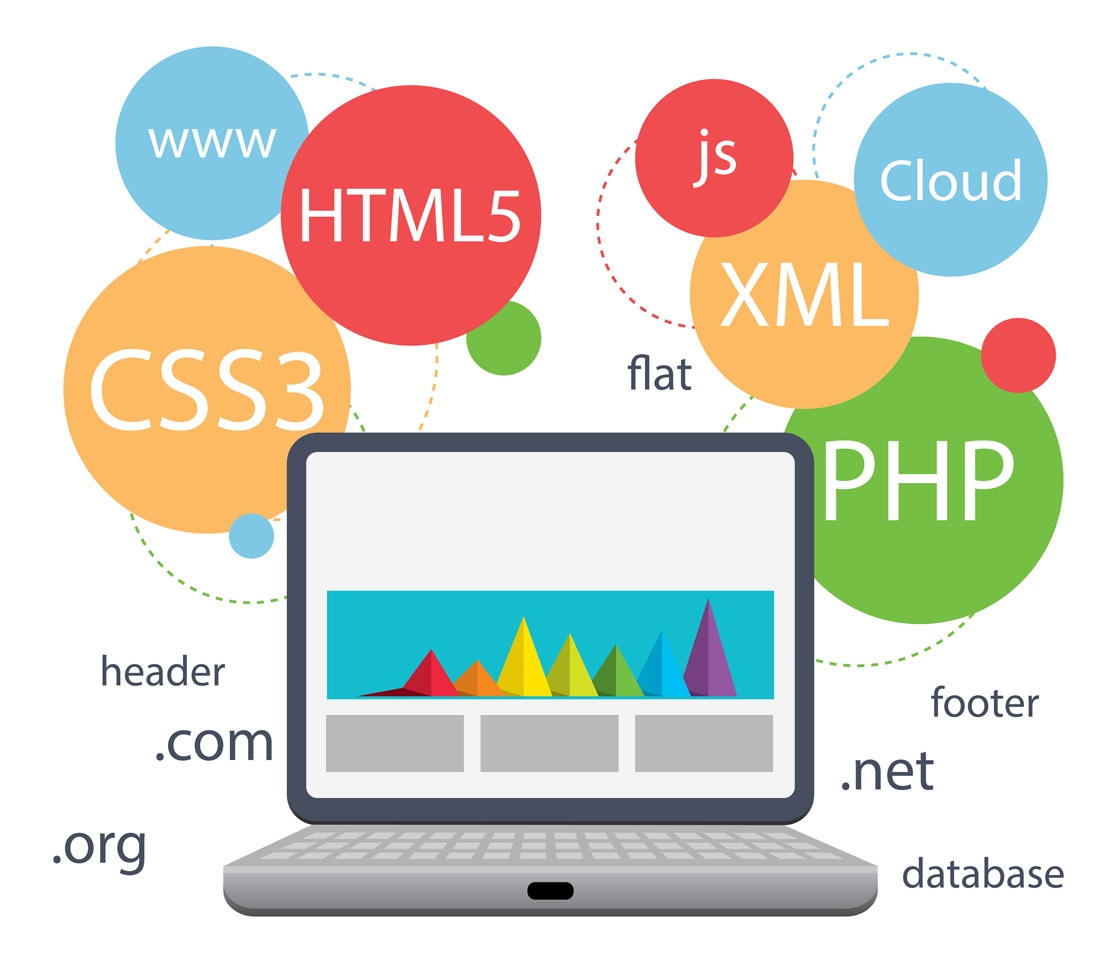 www
HTML5
js
Cloud
XML
CSS3
flat
PHP
header
footer
.com
.net
.org
database